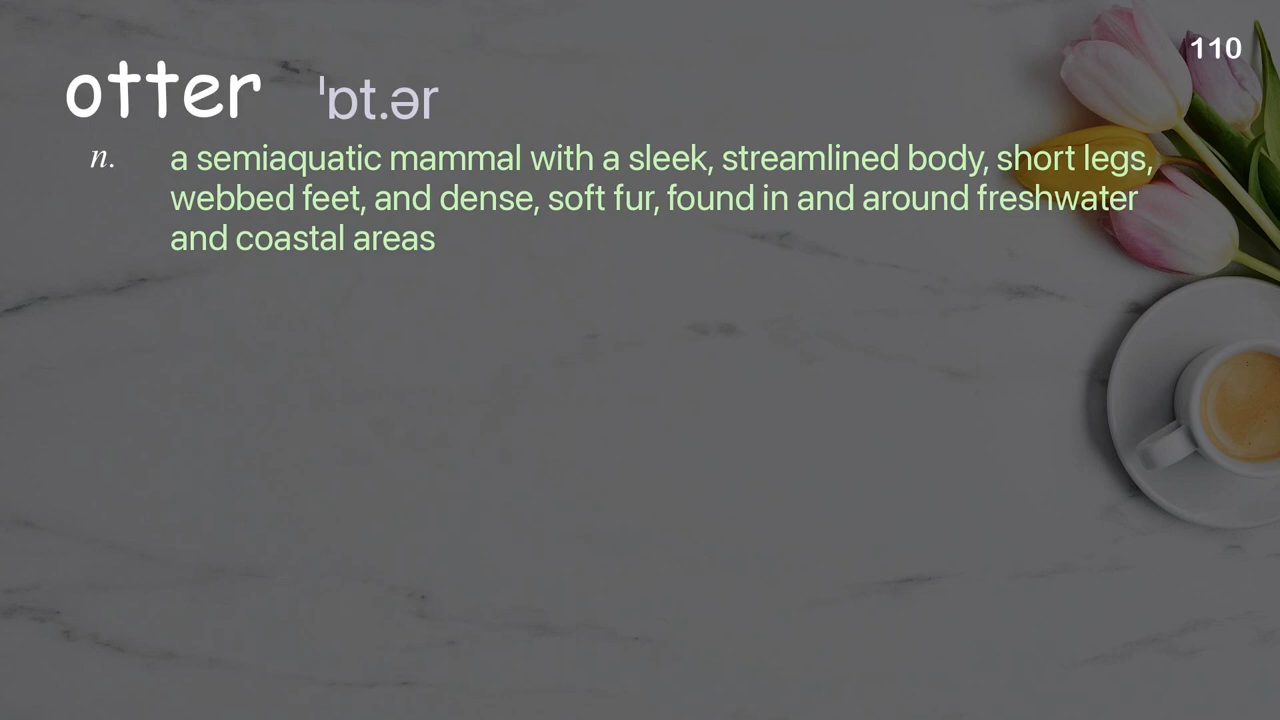 110
otter ˈɒt.ər
n. a semiaquatic mammal with a sleek, streamlined body, short legs,
webbed feet, and dense, soft fur, found in and around freshwater
and coastal areas